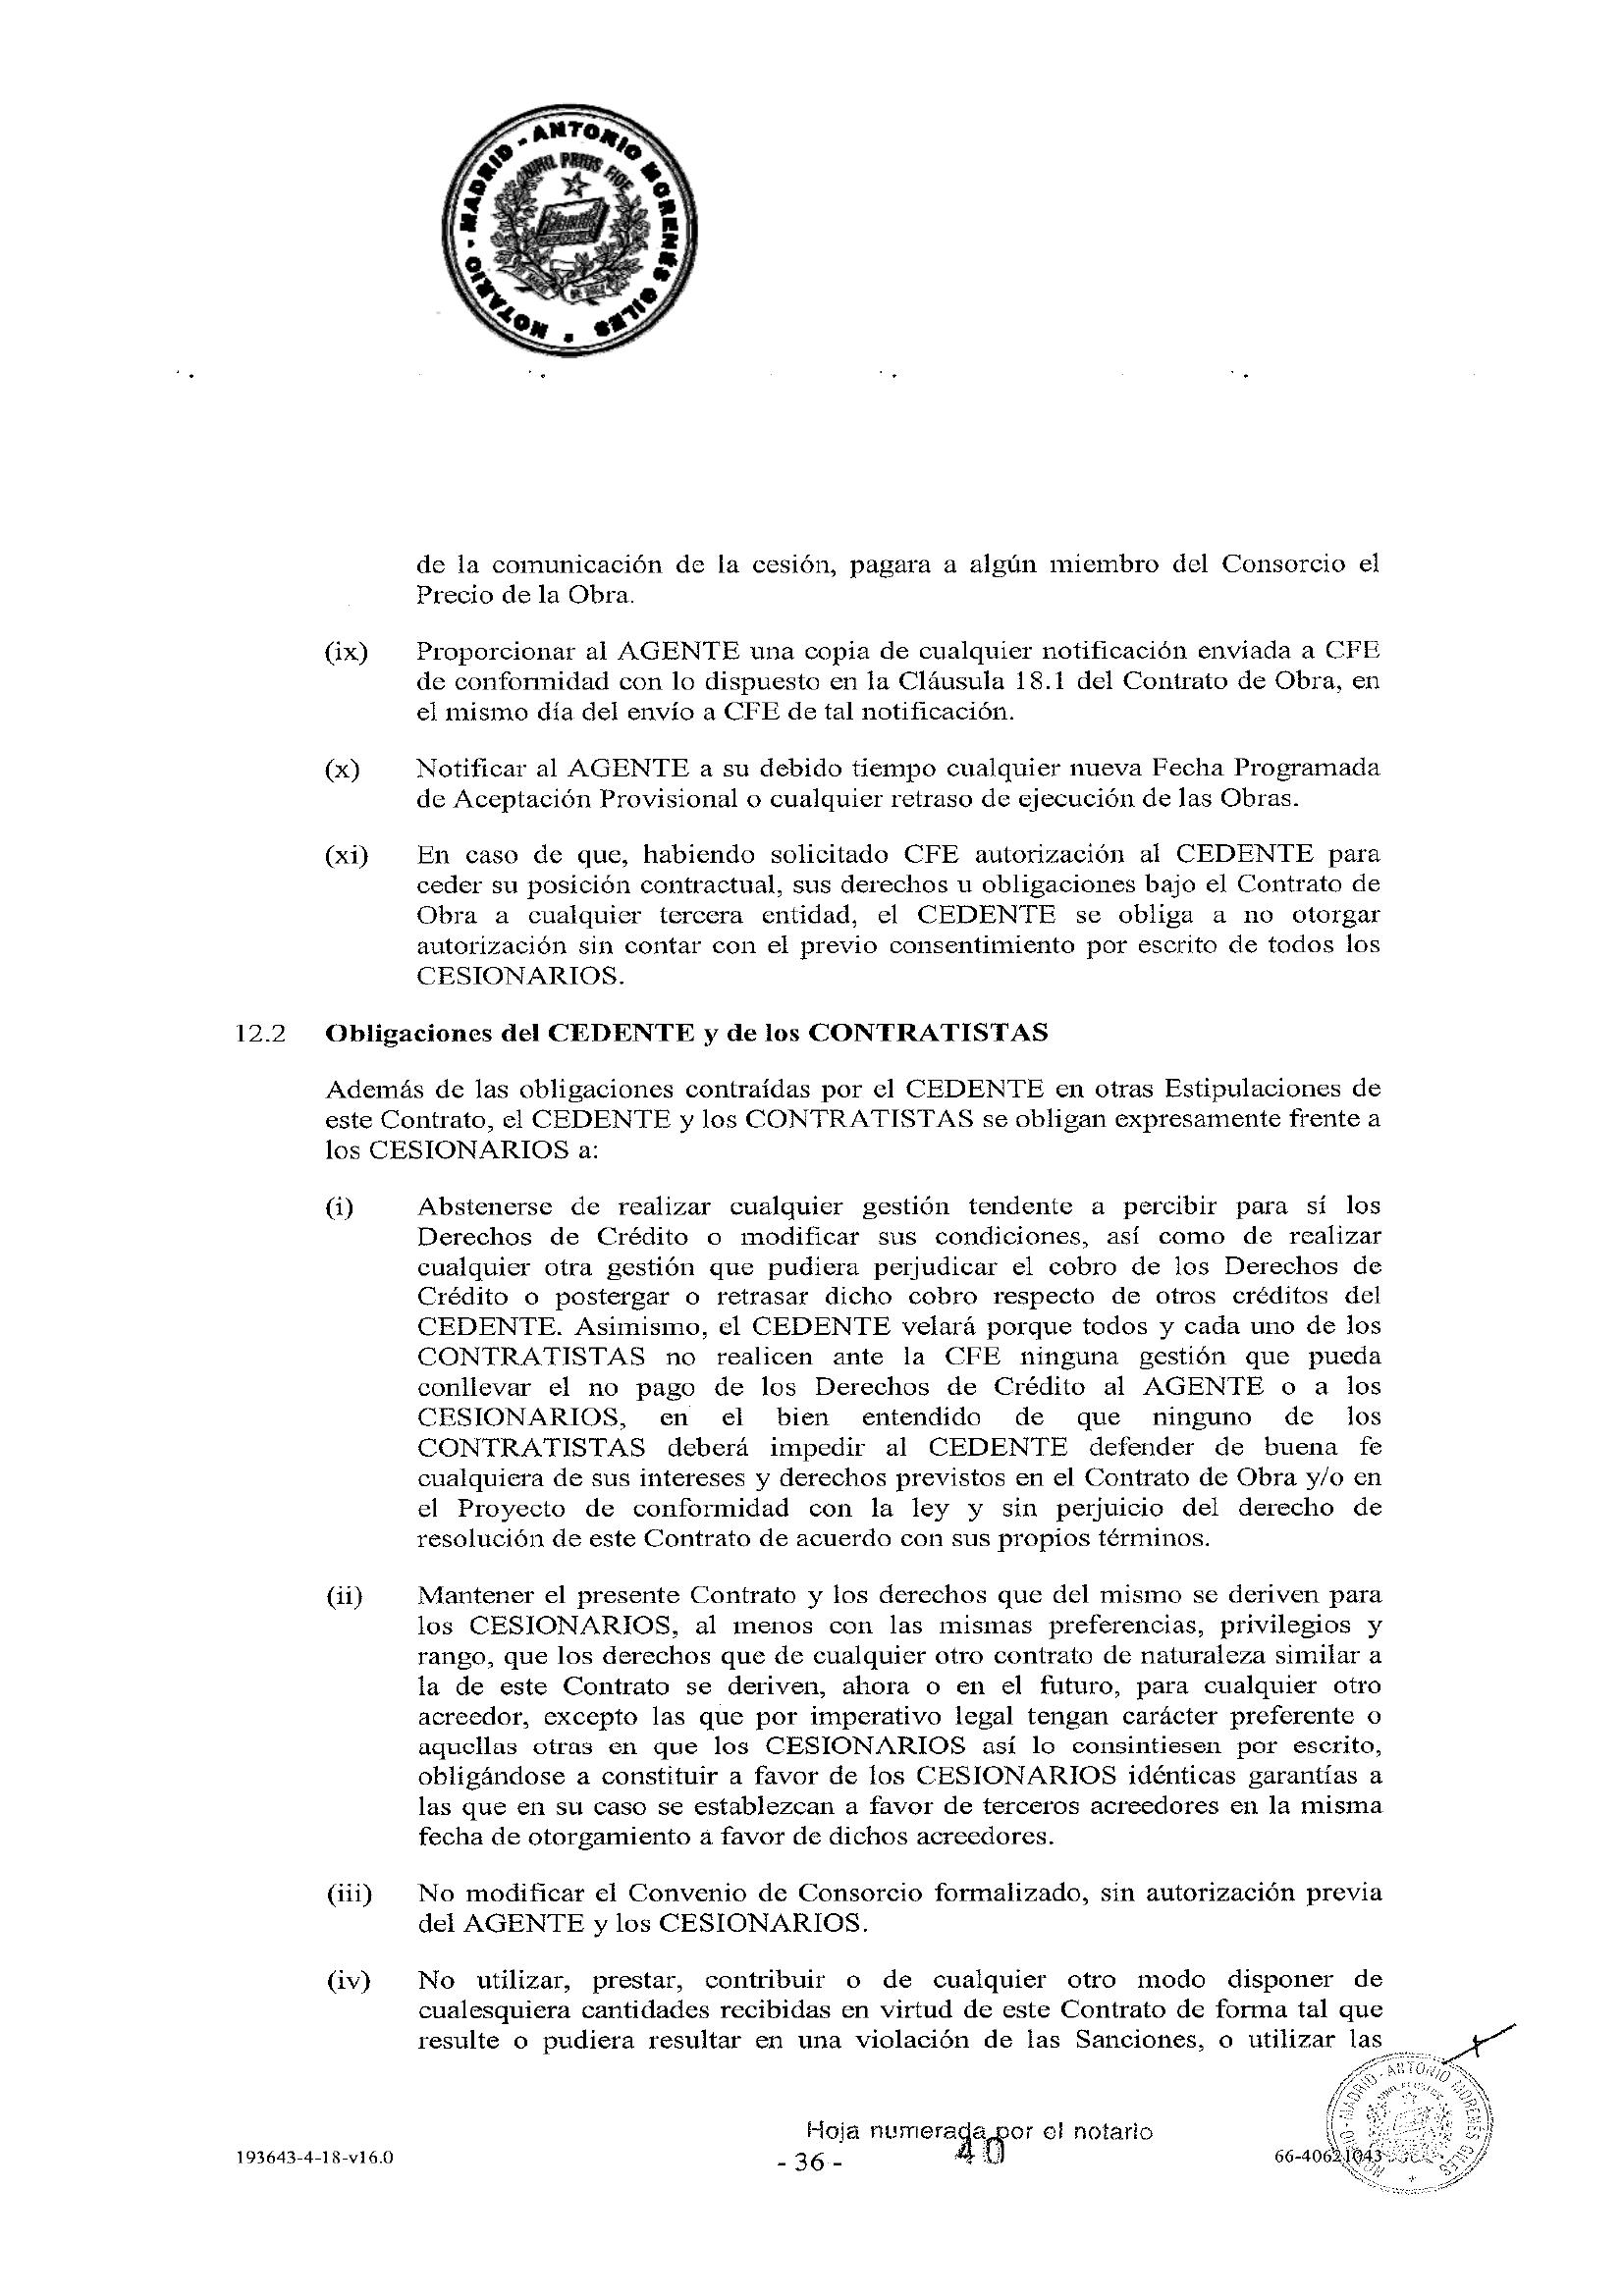 NOTARIO - MADRID - ANTONIO MORENÉS GILES
NIHIL PRIUS FIDE
de la comunicación de la cesión, pagara a algún miembro del Consorcio el
Precio de la Obra.
(ix) Proporcionar al AGENTE una copia de cualquier notificación enviada a CFE
de conformidad con lo dispuesto en la Cláusula 18.1 del Contrato de Obra, en
el mismo día del envío a CFE de tal notificación.
(x) Notificar al AGENTE a su debido tiempo cualquier nueva Fecha Programada
de Aceptación Provisional o cualquier retraso de ejecución de las Obras.
(xi) En caso de que, habiendo solicitado CFE autorización al CEDENTE para
ceder su posición contractual, sus derechos u obligaciones bajo el Contrato de
Obra a cualquier tercera entidad, el CEDENTE se obliga a no otorgar
autorización sin contar con el previo consentimiento por escrito de todos los
CESIONARIOS.
12.2 Obligaciones del CEDENTE y de los CONTRATISTAS
Además de las obligaciones contraídas por el CEDENTE en otras Estipulaciones de
este Contrato, el CEDENTE y los CONTRATISTAS se obligan expresamente frente a
los CESIONARIOS a:
(i) Abstenerse de realizar cualquier gestión tendente a percibir para sí los
Derechos de Crédito o modificar sus condiciones, así como de realizar
cualquier otra gestión que pudiera perjudicar el cobro de los Derechos de
Crédito o postergar o retrasar dicho cobro respecto de otros créditos del
CEDENTE. Asimismo, el CEDENTE velará porque todos y cada uno de los
CONTRATISTAS no realicen ante la CFE ninguna gestión que pueda
conllevar el no pago de los Derechos de Crédito al AGENTE o a los
CESIONARIOS, en el bien entendido de que ninguno de los
CONTRATISTAS deberá impedir al CEDENTE defender de buena fe
cualquiera de sus intereses y derechos previstos en el Contrato de Obra y/o en
el Proyecto de conformidad con la ley y sin perjuicio del derecho de
resolución de este Contrato de acuerdo con sus propios términos.
(ii) Mantener el presente Contrato y los derechos que del mismo se deriven para
los CESIONARIOS, al menos con las mismas preferencias, privilegios y
rango, que los derechos que de cualquier otro contrato de naturaleza similar a
la de este Contrato se deriven, ahora o en el futuro, para cualquier otro
acreedor, excepto las que por imperativo legal tengan carácter preferente o
aquellas otras en que los CESIONARIOS así lo consintiesen por escrito,
obligándose a constituir a favor de los CESIONARIOS idénticas garantías a
las que en su caso se establezcan a favor de terceros acreedores en la misma
fecha de otorgamiento a favor de dichos acreedores.
(iii) No modificar el Convenio de Consorcio formalizado, sin autorización previa
del AGENTE y los CESIONARIOS.
(iv) No utilizar, prestar, contribuir o de cualquier otro modo disponer de
cualesquiera cantidades recibidas en virtud de este Contrato de forma tal que
resulte o pudiera resultar en una violación de las Sanciones, o utilizar las
NOTARIO - MADRID - ANTONIO MORENÉS GILES
Hoja numerada por el notario
40
193643-4-18-v16.0
- 36 -
66-40621043